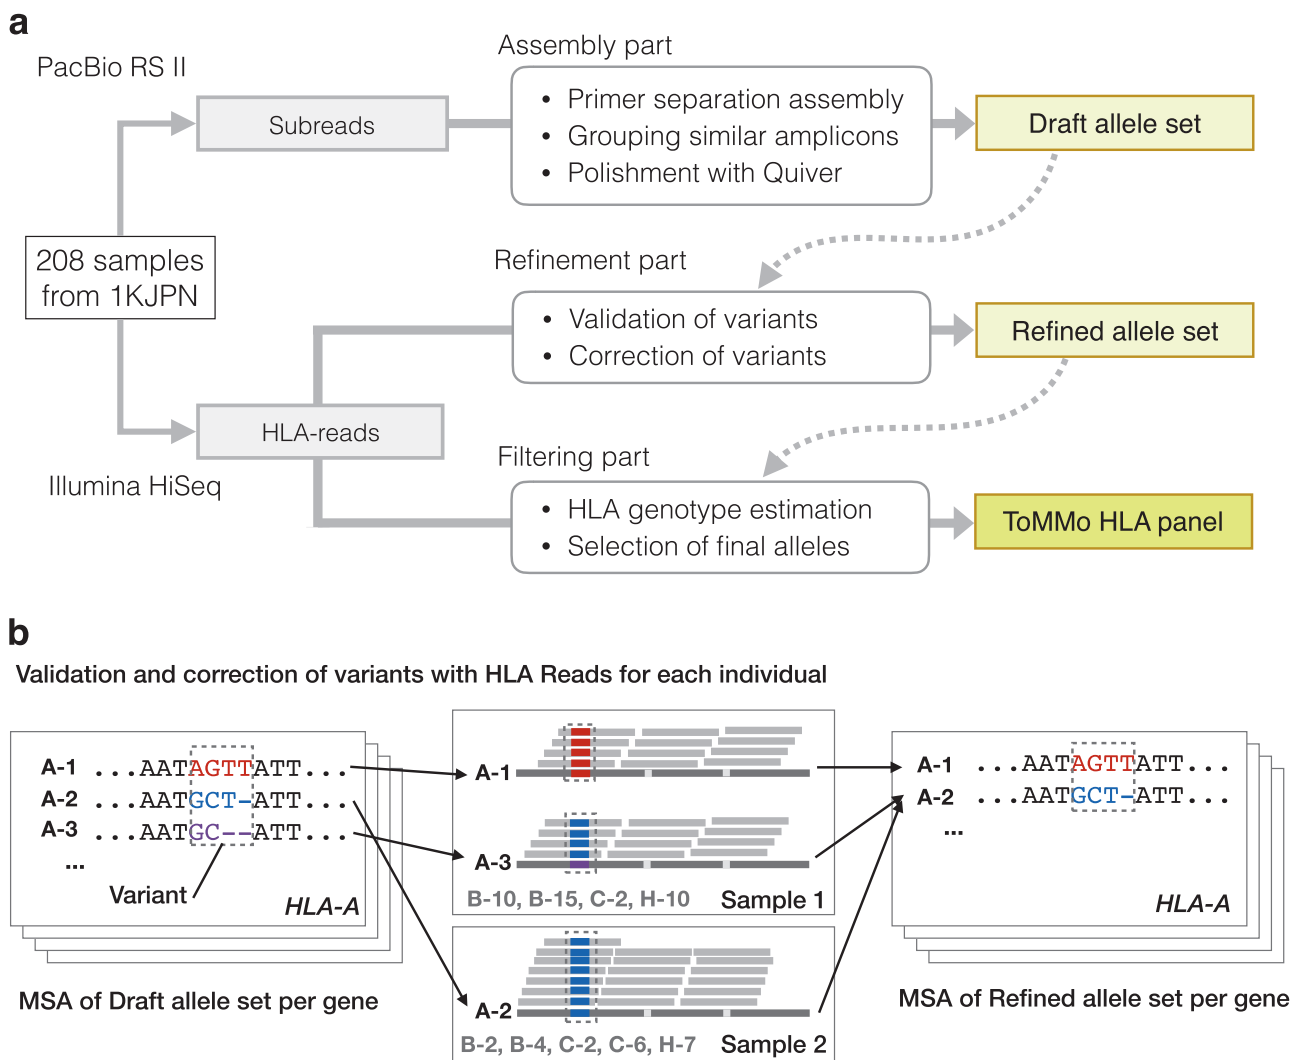 a
Assembly part
PacBio RS II
Subreads
• Primer separation assembly
• Grouping similar amplicons
• Polishment with Quiver
Draft allele set
208 samples
from 1KJPN
Refinement part
• Validation of variants
• Correction of variants
Refined allele set
HLA-reads
Illumina HiSeq
Filtering part
• HLA genotype estimation
• Selection of final alleles
ToMMo HLA panel
b
Validation and correction of variants with HLA Reads for each individual
A-1 ...AATAGTTATT...
A-2 ...AATGCT-ATT...
A-3 ...AATGC--ATT...
...
Variant
HLA-A
MSA of Draft allele set per gene
A-1
A-3
B-10, B-15, C-2, H-10
Sample 1
A-2
B-2, B-4, C-2, C-6, H-7
Sample 2
A-1 ...AATAGTTATT...
A-2 ...AATGCT-ATT...
...
HLA-A
MSA of Refined allele set per gene